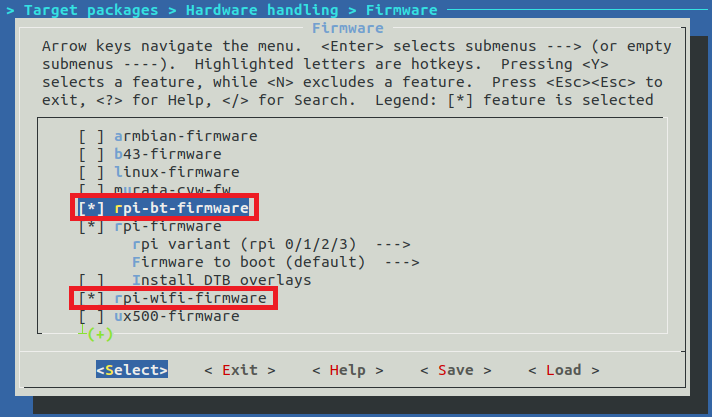 > Target packages > Hardware handling > Firmware
Firmware
Arrow keys navigate the menu. <Enter> selects submenus ---> (or empty
submenus ----). Highlighted letters are hotkeys. Pressing <Y>
selects a feature, while <N> excludes a feature. Press <Esc><Esc> to
exit, <?> for Help, </> for Search. Legend: [*] feature is selected
[ ] armbian-firmware
[ ] b43-firmware
[ ] linux-firmware
[ ] murata-cyw-fw
[*] rpi-bt-firmware
[*] rpi-firmware
rpi variant (rpi 0/1/2/3) --->
Firmware to boot (default) --->
[ ] Install DTB overlays
[*] rpi-wifi-firmware
[ ] ux500-firmware
(+)
<Select> < Exit > < Help > < Save > < Load >